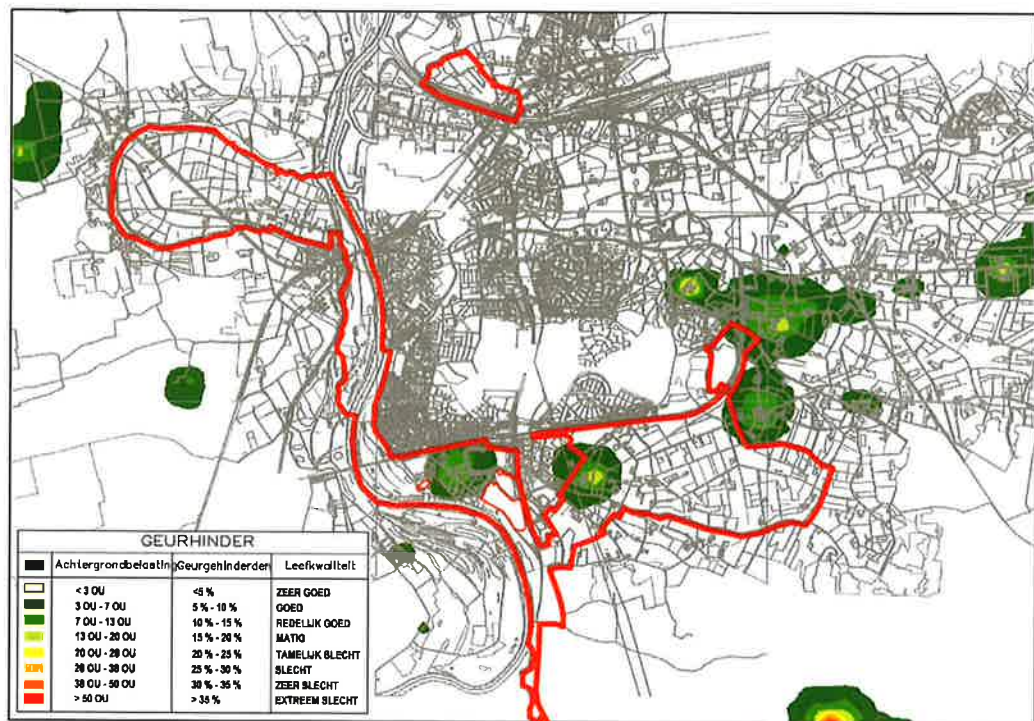 GEURHINDER
Achtergrondbelastin Geurgehinderden Leefkwaliteit
< 3 OU <5 % ZEER GOED
3 OU - 7 OU 5 % - 10 % GOED
7 OU - 13 OU 10 % - 15 % REDELIJK GOED
13 OU - 20 OU 15 % - 20 % MATIG
20 OU - 28 OU 20 % - 25 % TAMELIJK SLECHT
28 OU - 38 OU 25 % - 30 % SLECHT
38 OU - 50 OU 30 % - 35 % ZEER SLECHT
> 50 OU > 35 % EXTREEM SLECHT